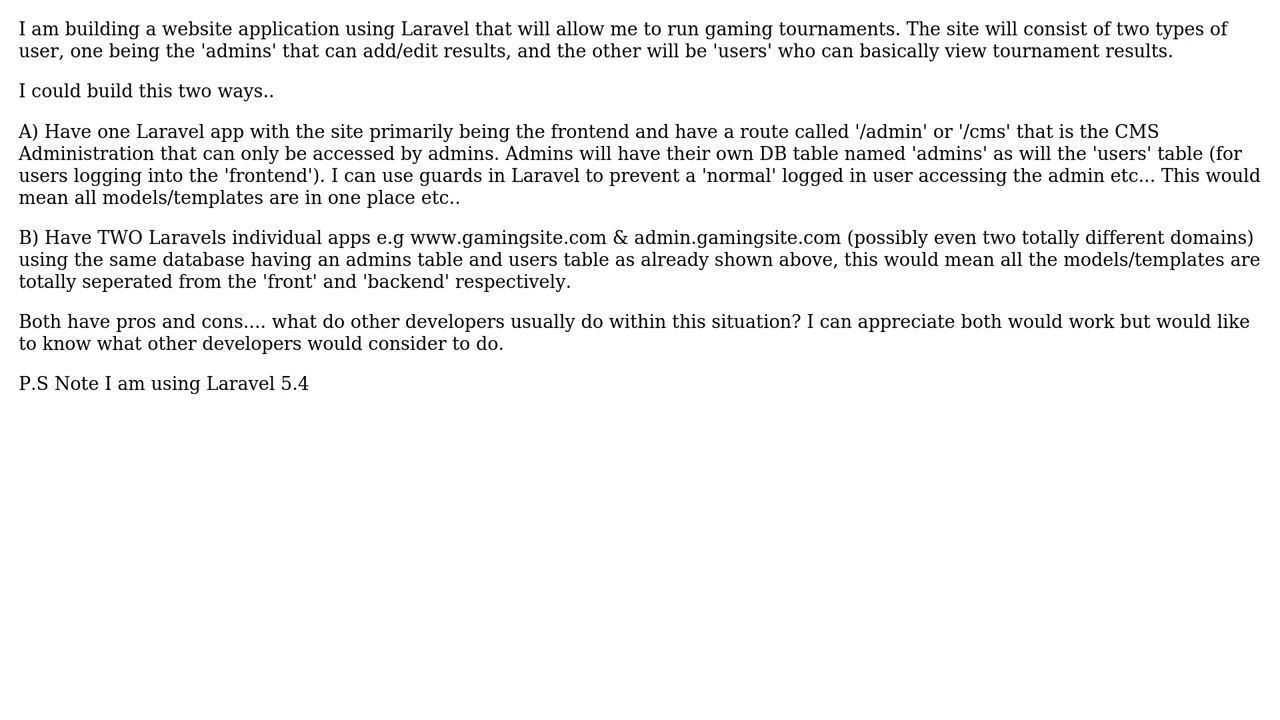 I am building a website application using Laravel that will allow me to run gaming tournaments. The site will consist of two types of
user, one being the 'admins' that can add/edit results, and the other will be 'users' who can basically view tournament results.
I could build this two ways..
A) Have one Laravel app with the site primarily being the frontend and have a route called '/admin' or '/cms' that is the CMS
Administration that can only be accessed by admins. Admins will have their own DB table named 'admins' as will the 'users' table (for
users logging into the 'frontend'). I can use guards in Laravel to prevent a 'normal' logged in user accessing the admin etc... This would
mean all models/templates are in one place etc..
B) Have TWO Laravels individual apps e.g www.gamingsite.com & admin.gamingsite.com (possibly even two totally different domains)
using the same database having an admins table and users table as already shown above, this would mean all the models/templates are
totally seperated from the 'front' and 'backend' respectively.
Both have pros and cons.... what do other developers usually do within this situation? I can appreciate both would work but would like
to know what other developers would consider to do.
P.S Note I am using Laravel 5.4